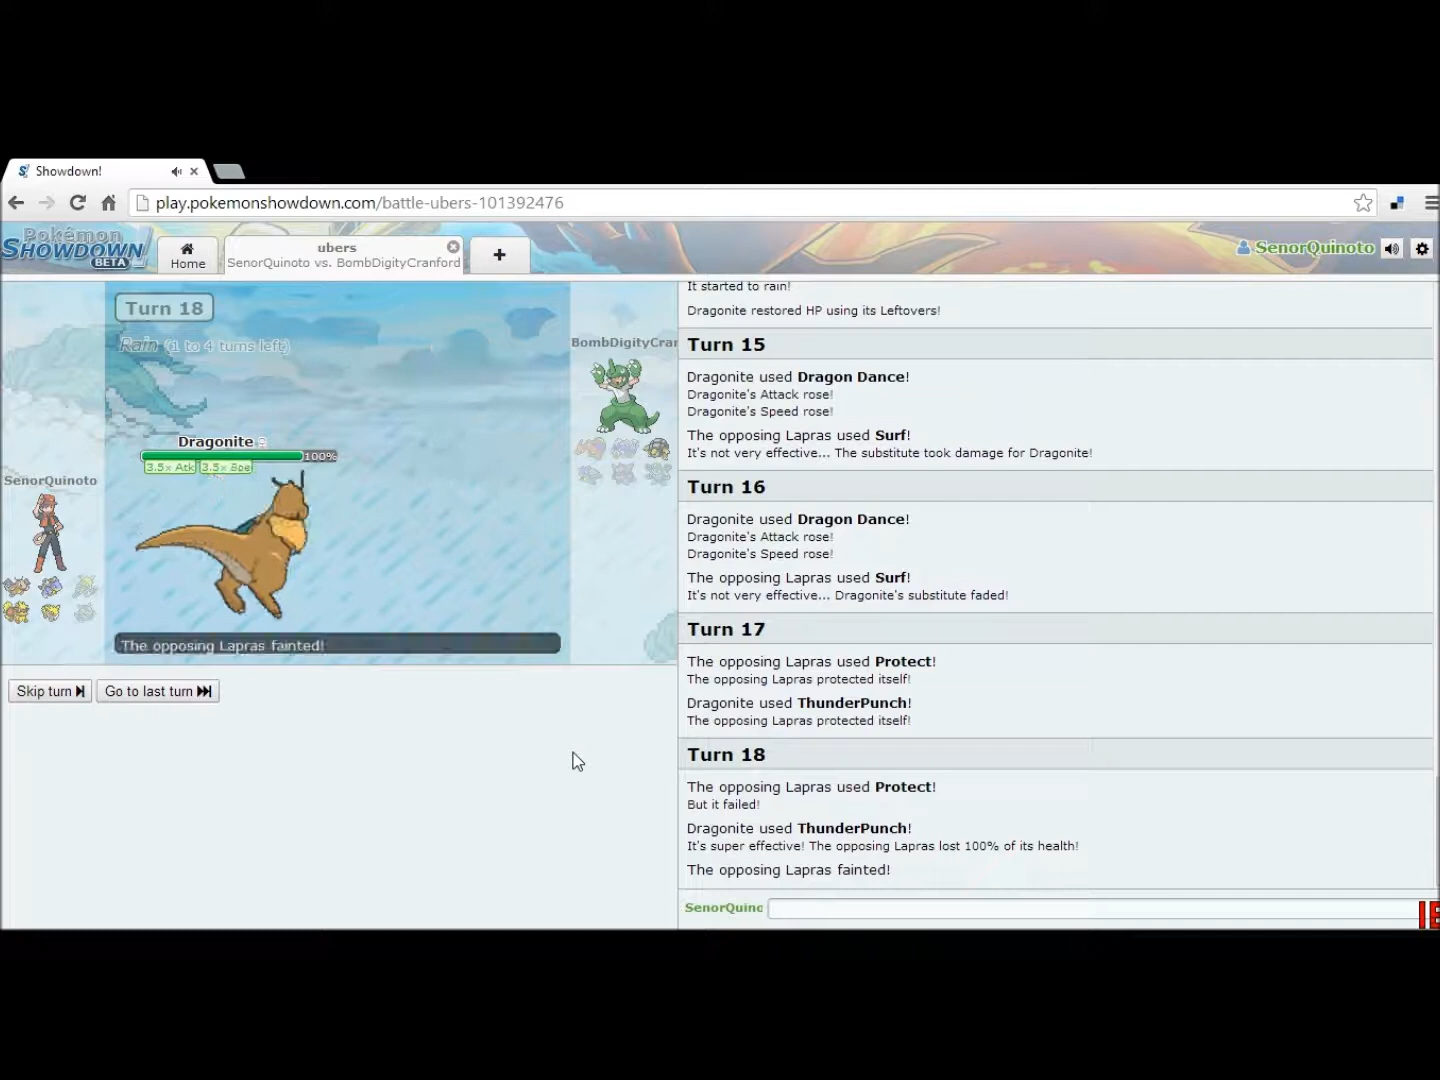 Showdown!
play.pokemonshowdown.com/battle-ubers-101392476
Pokémon
SHOWDOWN
BETA
Home
ubers
SenorQuinoto vs. BombDigityCranford
+
SenorQuinoto
Turn 18
Rain (1 to 4 turns left)
BombDigityCran
Dragonite
100%
3.5× Atk 3.5× Spe
SenorQuinoto
The opposing Lapras fainted!
Skip turn
Go to last turn
It started to rain!
Dragonite restored HP using its Leftovers!
Turn 15
Dragonite used Dragon Dance!
Dragonite's Attack rose!
Dragonite's Speed rose!
The opposing Lapras used Surf!
It's not very effective... The substitute took damage for Dragonite!
Turn 16
Dragonite used Dragon Dance!
Dragonite's Attack rose!
Dragonite's Speed rose!
The opposing Lapras used Surf!
It's not very effective... Dragonite's substitute faded!
Turn 17
The opposing Lapras used Protect!
The opposing Lapras protected itself!
Dragonite used ThunderPunch!
The opposing Lapras protected itself!
Turn 18
The opposing Lapras used Protect!
But it failed!
Dragonite used ThunderPunch!
It's super effective! The opposing Lapras lost 100% of its health!
The opposing Lapras fainted!
SenorQuino